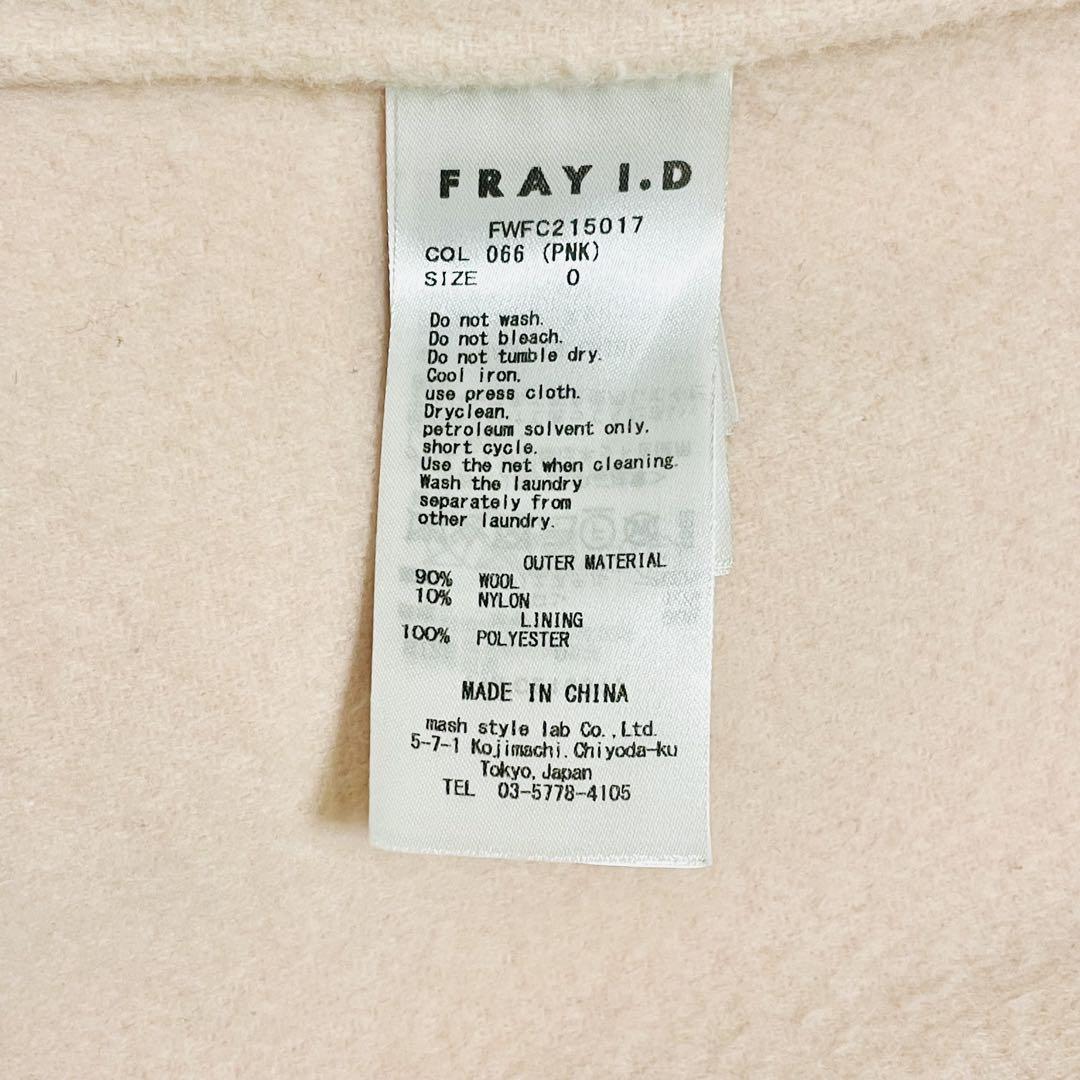 FRAY I.D
FWFC215017
COL 066 (PNK)
SIZE 0
Do not wash.
Do not bleach.
Do not tumble dry.
Cool iron,
use press cloth.
Dryclean,
petroleum solvent only,
short cycle.
Use the net when cleaning.
Wash the laundry
separately from
other laundry.
OUTER MATERIAL
90% WOOL
10% NYLON
LINING
100% POLYESTER
MADE IN CHINA
mash style lab Co.,Ltd.
5-7-1 Kojimachi.Chiyoda-ku
Tokyo,Japan
TEL 03-5778-4105